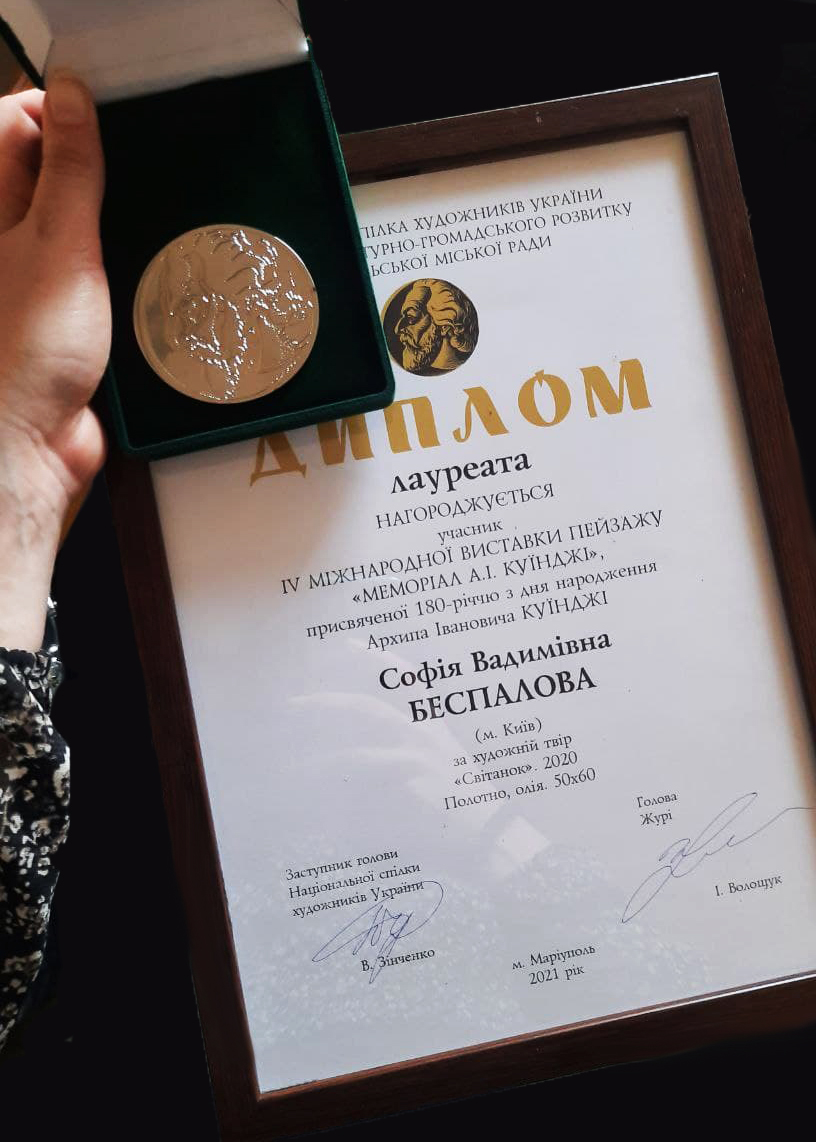 СПІЛКА ХУДОЖНИКІВ УКРАЇНИ
ТУРНО-ГРОМАДСЬКОГО РОЗВИТКУ
ЬСЬКОЇ МІСЬКОЇ РАДИ
ДИПЛОМ
лауреата
НАГОРОДЖУЄТЬСЯ
учасник
IV МІЖНАРОДНОЇ ВИСТАВКИ ПЕЙЗАЖУ
«МЕМОРІАЛ А.І. КУЇНДЖІ»,
присвяченої 180-річчю з дня народження
Архипа Івановича КУЇНДЖІ
Софія Вадимівна
БЕСПАЛОВА
(м. Київ)
за художній твір
«Світанок». 2020
Полотно, олія. 50х60
Голова
Журі
І. Волощук
Заступник голови
Національної спілки
художників України
В. Зінченко
м. Маріуполь
2021 рік